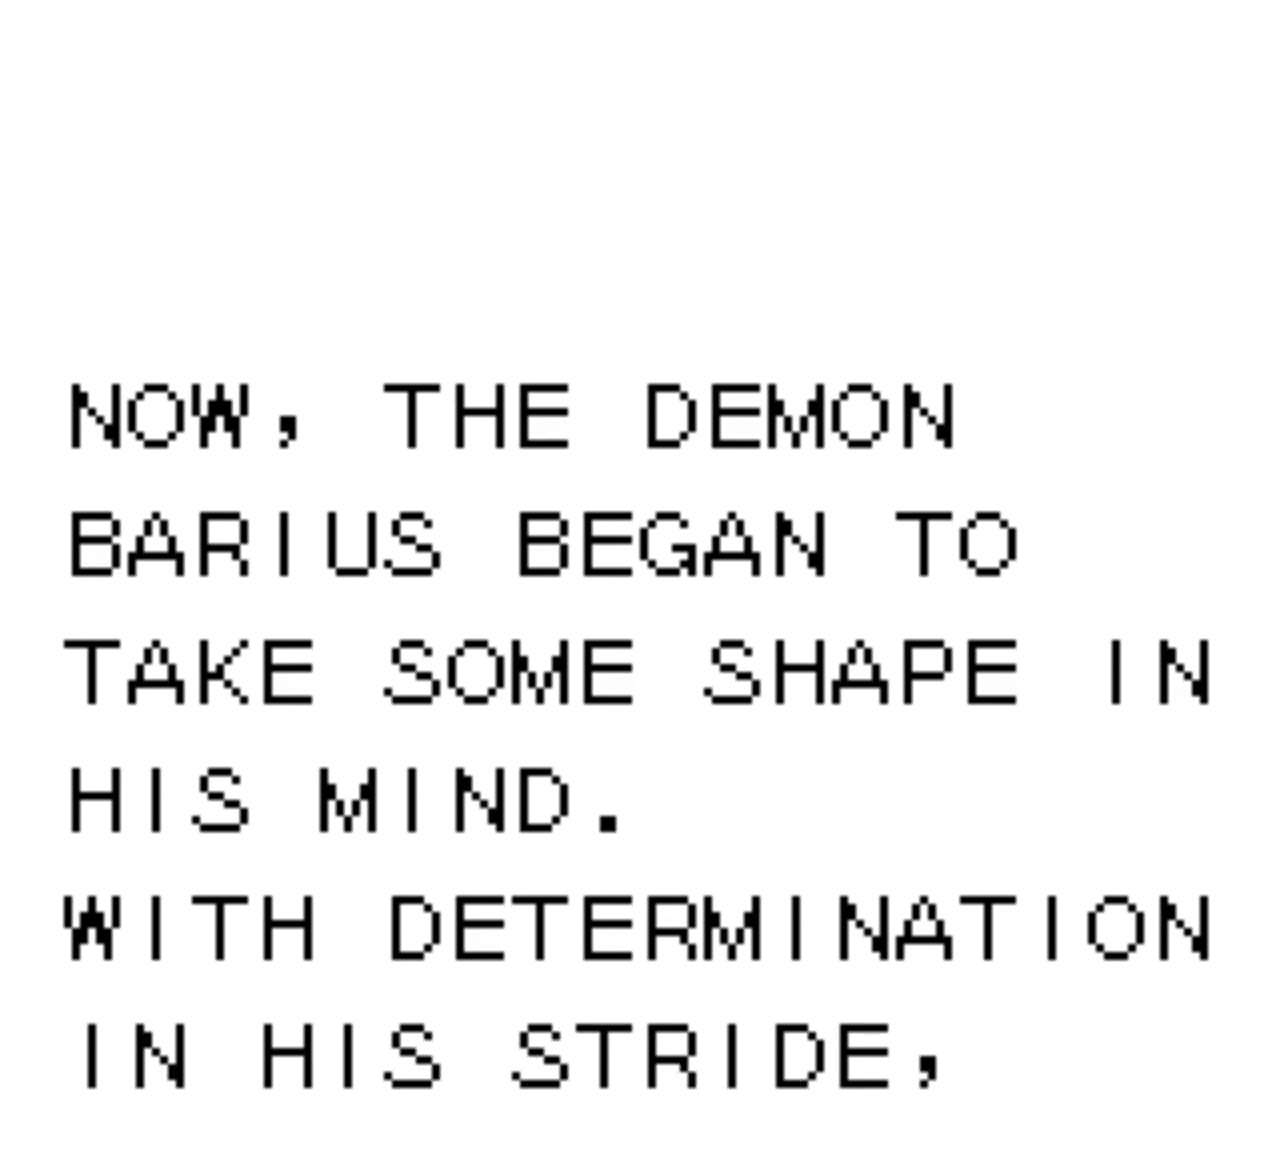 NOW, THE DEMON
BARIUS BEGAN TO
TAKE SOME SHAPE IN
HIS MIND.
WITH DETERMINATION
IN HIS STRIDE,